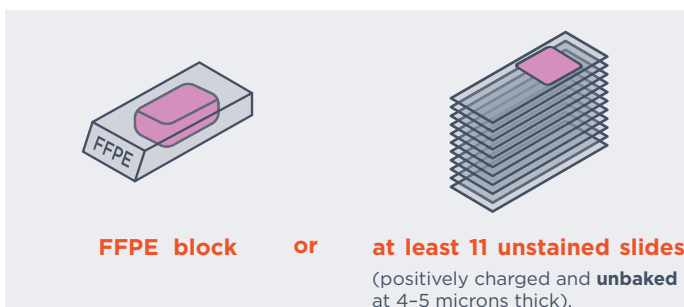 FFPE
FFPE block or at least 11 unstained slides
(positively charged and unbaked
at 4–5 microns thick).